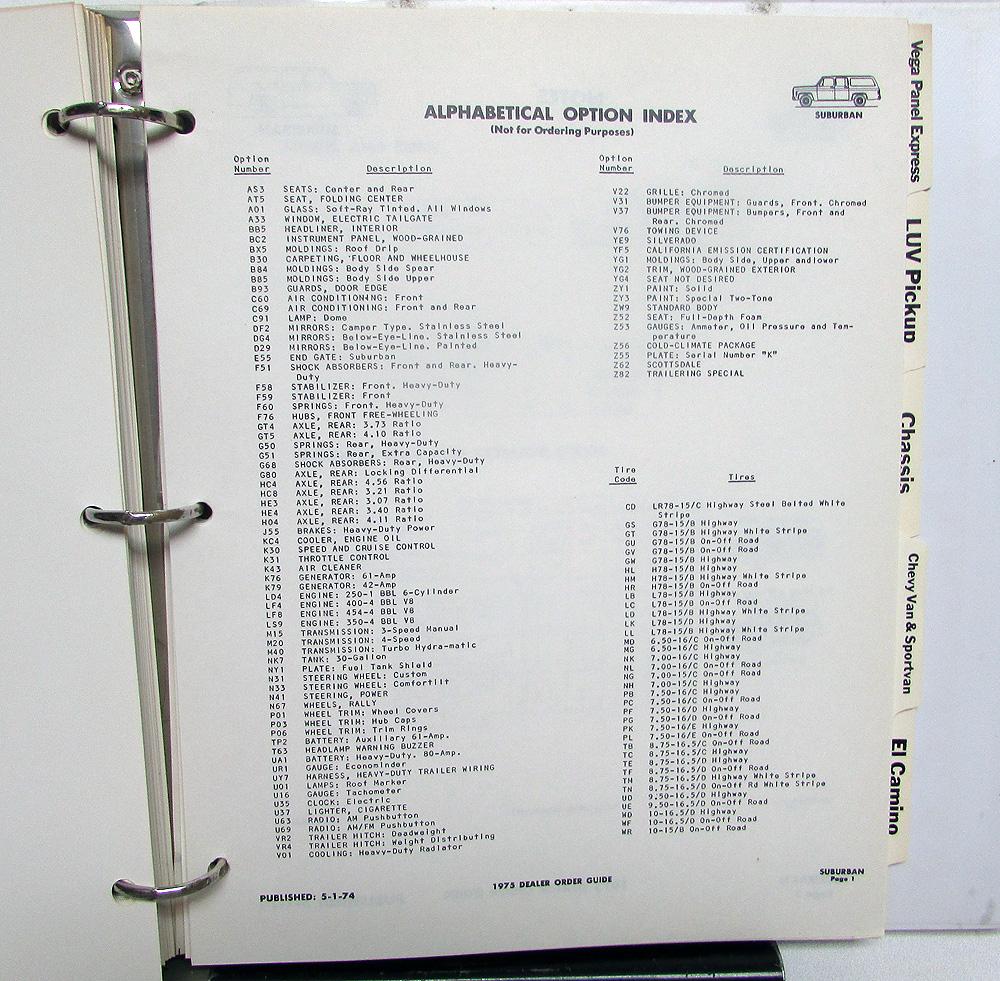 ALPHABETICAL OPTION INDEX
(Not for Ordering Purposes)
SUBURBAN
Option
Number Description
AS3 SEATS: Center and Rear
AT5 SEAT, FOLDING CENTER
A01 GLASS: Soft-Ray Tinted. All Windows
A33 WINDOW, ELECTRIC TAILGATE
BB5 HEADLINER, INTERIOR
BC2 INSTRUMENT PANEL, WOOD-GRAINED
BX5 MOLDINGS: Roof Drip
B30 CARPETING, FLOOR AND WHEELHOUSE
B84 MOLDINGS: Body Side Spear
B85 MOLDINGS: Body Side Upper
B93 GUARDS, DOOR EDGE
C60 AIR CONDITIONING: Front
C69 AIR CONDITIONING: Front and Rear
C91 LAMP: Dome
DF2 MIRRORS: Camper Type. Stainless Steel
DG4 MIRRORS: Below-Eye-Line. Stainless Steel
D29 MIRRORS: Below-Eye-Line. Painted
E55 END GATE: Suburban
F51 SHOCK ABSORBERS: Front and Rear. Heavy-
Duty
F58 STABILIZER: Front. Heavy-Duty
F59 STABILIZER: Front
F60 SPRINGS: Front. Heavy-Duty
F76 HUBS, FRONT FREE-WHEELING
GT4 AXLE, REAR: 3.73 Ratio
GT5 AXLE, REAR: 4.10 Ratio
G50 SPRINGS: Rear, Heavy-Duty
G51 SPRINGS: Rear, Extra Capacity
G68 SHOCK ABSORBERS: Rear, Heavy-Duty
G80 AXLE, REAR: Locking Differential
HC4 AXLE, REAR: 4.56 Ratio
HC8 AXLE, REAR: 3.21 Ratio
HE3 AXLE, REAR: 3.07 Ratio
HE4 AXLE, REAR: 3.40 Ratio
H04 AXLE, REAR: 4.11 Ratio
J55 BRAKES: Heavy-Duty Power
KC4 COOLER, ENGINE OIL
K30 SPEED AND CRUISE CONTROL
K31 THROTTLE CONTROL
K43 AIR CLEANER
K76 GENERATOR: 61-Amp
K79 GENERATOR: 42-Amp
LD4 ENGINE: 250-1 BBL 6-Cylinder
LF4 ENGINE: 400-4 BBL V8
LF8 ENGINE: 454-4 BBL V8
LS9 ENGINE: 350-4 BBL V8
M15 TRANSMISSION: 3-Speed Manual
M20 TRANSMISSION: 4-Speed
M40 TRANSMISSION: Turbo Hydra-matic
NK7 TANK: 30-Gallon
NY1 PLATE: Fuel Tank Shield
N31 STEERING WHEEL: Custom
N33 STEERING WHEEL: Comfortilt
N41 STEERING, POWER
N67 WHEELS, RALLY
P01 WHEEL TRIM: Wheel Covers
P03 WHEEL TRIM: Hub Caps
P06 WHEEL TRIM: Trim Rings
TP2 BATTERY: Auxiliary 61-Amp.
T63 HEADLAMP WARNING BUZZER
UA1 BATTERY: Heavy-Duty. 80-Amp.
UR1 GAUGE: Econominder
UY7 HARNESS, HEAVY-DUTY TRAILER WIRING
U01 LAMPS: Roof Marker
U16 GAUGE: Tachometer
U35 CLOCK: Electric
U37 LIGHTER, CIGARETTE
U63 RADIO: AM Pushbutton
U69 RADIO: AM/FM Pushbutton
VR2 TRAILER HITCH: Deadweight
VR4 TRAILER HITCH: Weight Distributing
V01 COOLING: Heavy-Duty Radiator
Option
Number Description
V22 GRILLE: Chromed
V31 BUMPER EQUIPMENT: Guards, Front. Chromed
V37 BUMPER EQUIPMENT: Bumpers, Front and
Rear. Chromed
V76 TOWING DEVICE
YE9 SILVERADO
YF5 CALIFORNIA EMISSION CERTIFICATION
YG1 MOLDINGS: Body Side, Upper andlower
YG2 TRIM, WOOD-GRAINED EXTERIOR
YG4 SEAT NOT DESIRED
ZY1 PAINT: Solid
ZY3 PAINT: Special Two-Tone
ZW9 STANDARD BODY
Z52 SEAT: Full-Depth Foam
Z53 GAUGES: Ammeter, Oil Pressure and Tem-
perature
Z56 COLD-CLIMATE PACKAGE
Z55 PLATE: Serial Number "K"
Z62 SCOTTSDALE
Z82 TRAILERING SPECIAL
Tire
Code Tires
CD LR78-15/C Highway Steel Belted White
Stripe
GS G78-15/B Highway
GT G78-15/B Highway White Stripe
GU G78-15/B On-Off Road
GV G78-15/B On-Off Road
GW H78-15/B Highway
HL H78-15/B Highway
HM H78-15/B Highway White Stripe
HR H78-15/B On-Off Road
LB L78-15/B Highway
LC L78-15/B On-Off Road
LD L78-15/B Highway White Stripe
LK L78-15/D Highway
LL L78-15/B Highway White Stripe
MD 6.50-16/C On-Off Road
MG 6.50-16/C Highway
NK 7.00-16/C Highway
NL 7.00-16/C On-Off Road
NG 7.00-15/C On-Off Road
NH 7.00-15/C Highway
PB 7.50-16/C Highway
PC 7.50-16/C On-Off Road
PF 7.50-16/D Highway
PG 7.50-16/D On-Off Road
PK 7.50-16/E Highway
PL 7.50-16/E On-Off Road
TB 8.75-16.5/C On-Off Road
TC 8.75-16.5/C Highway
TE 8.75-16.5/D Highway
TF 8.75-16.5/D On-Off Road
TM 8.75-16.5/D Highway White Stripe
TN 8.75-16.5/D On-Off Rd White Stripe
UD 9.50-16.5/D Highway
UE 9.50-16.5/D On-Off Road
WD 10-16.5/D Highway
WF 10-16.5/D On-Off Road
WR 10-15/B On-Off Road
PUBLISHED: 5-1-74
1975 DEALER ORDER GUIDE
SUBURBAN
Page 1
Vega Panel Express
LUV Pickup
Chassis
Chevy Van & Sportvan
El Camino